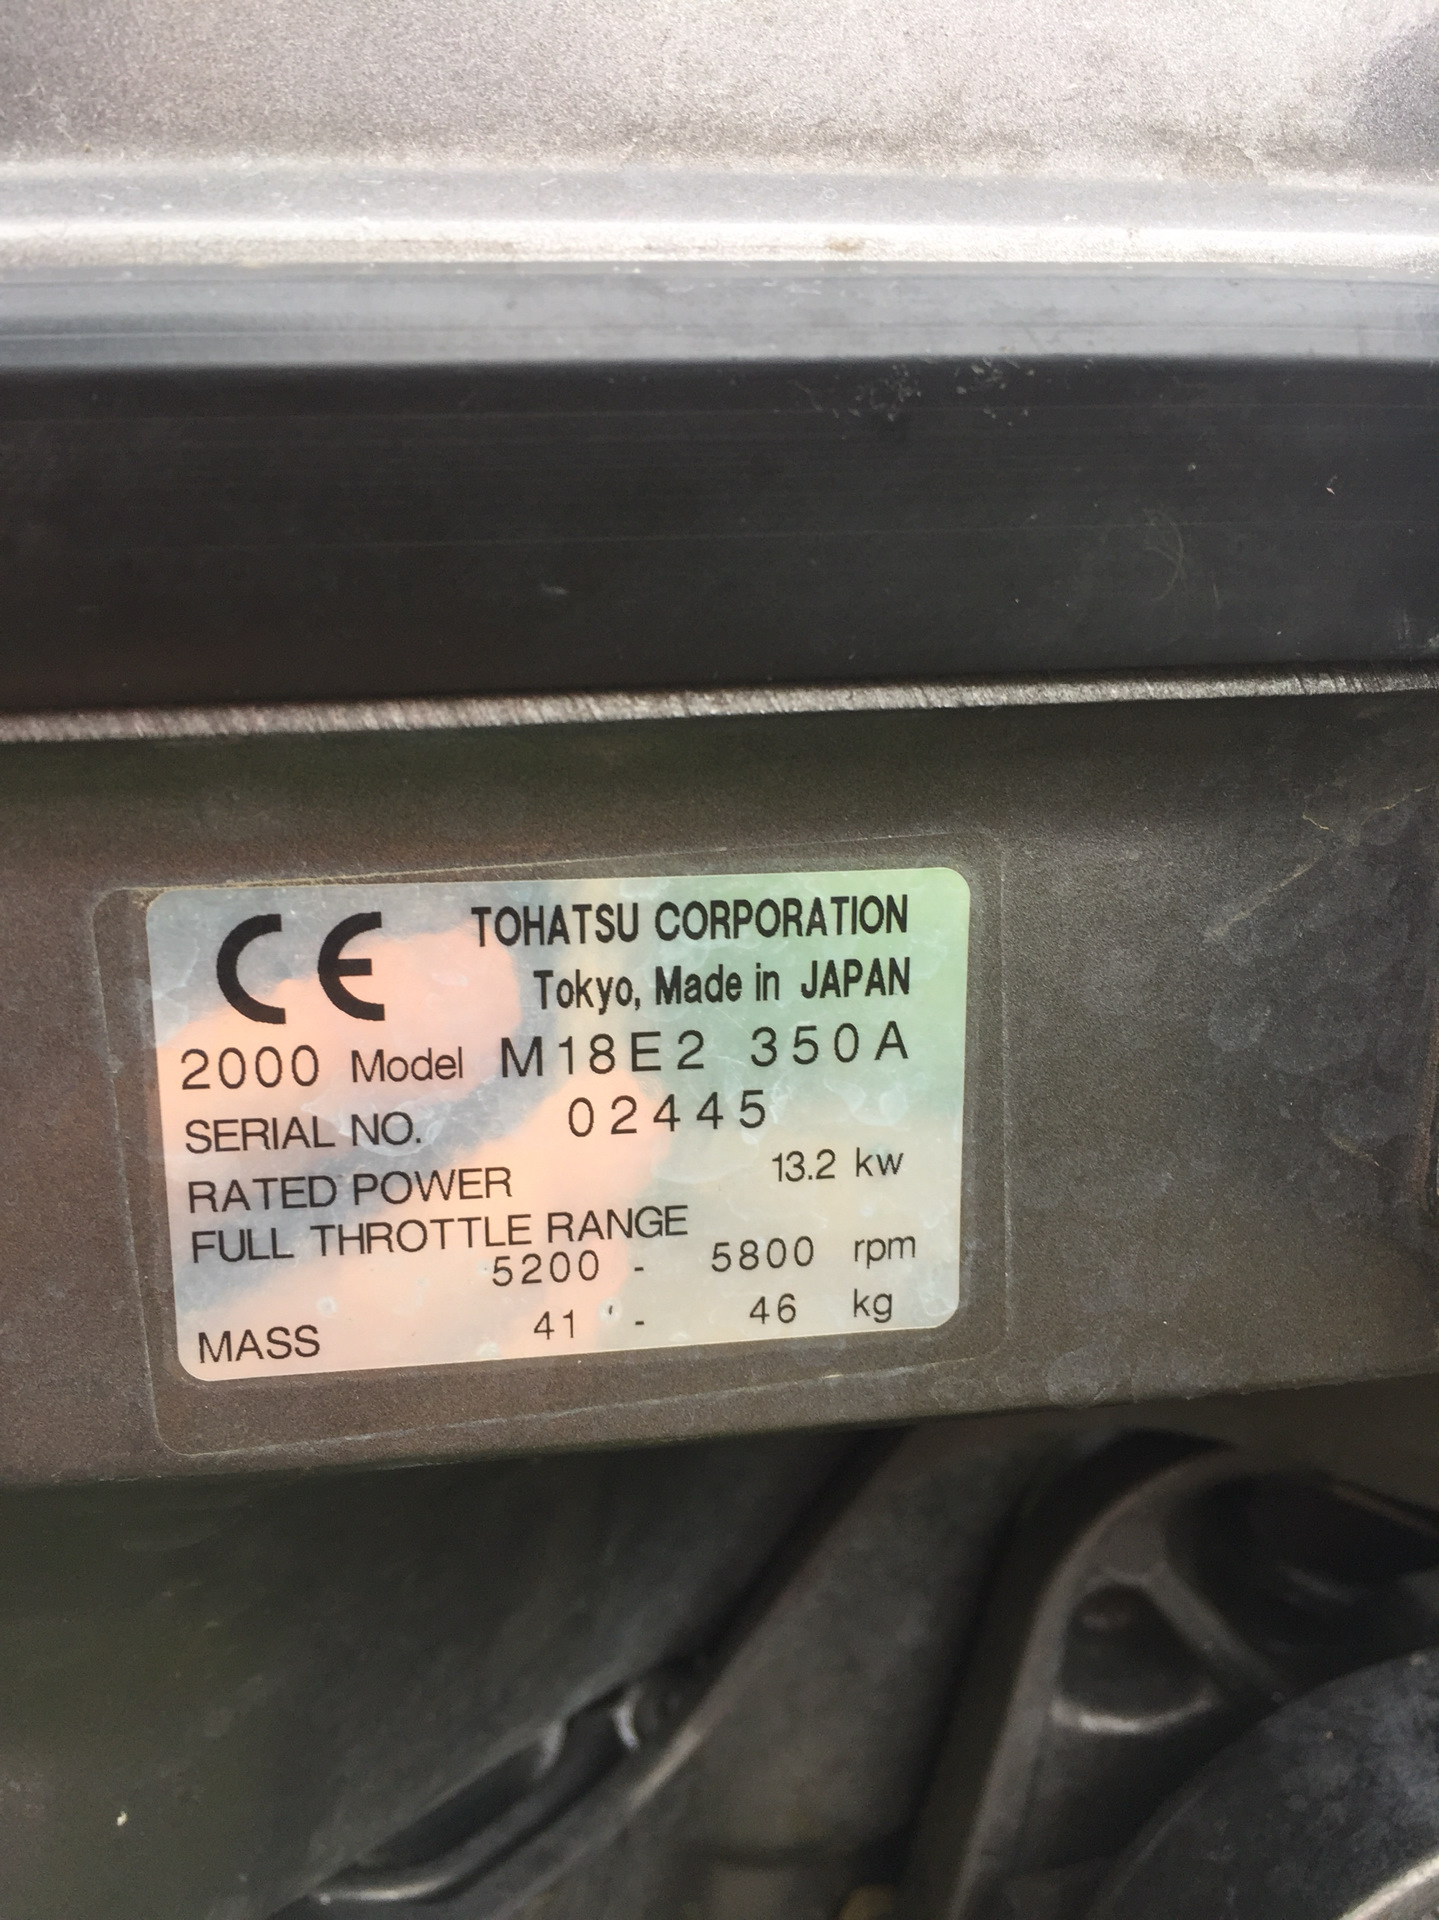 CE TOHATSU CORPORATION
Tokyo, Made in JAPAN
2000 Model M18E2 350A
SERIAL NO. 02445
RATED POWER 13.2 kw
FULL THROTTLE RANGE
5200 - 5800 rpm
MASS 41 - 46 kg